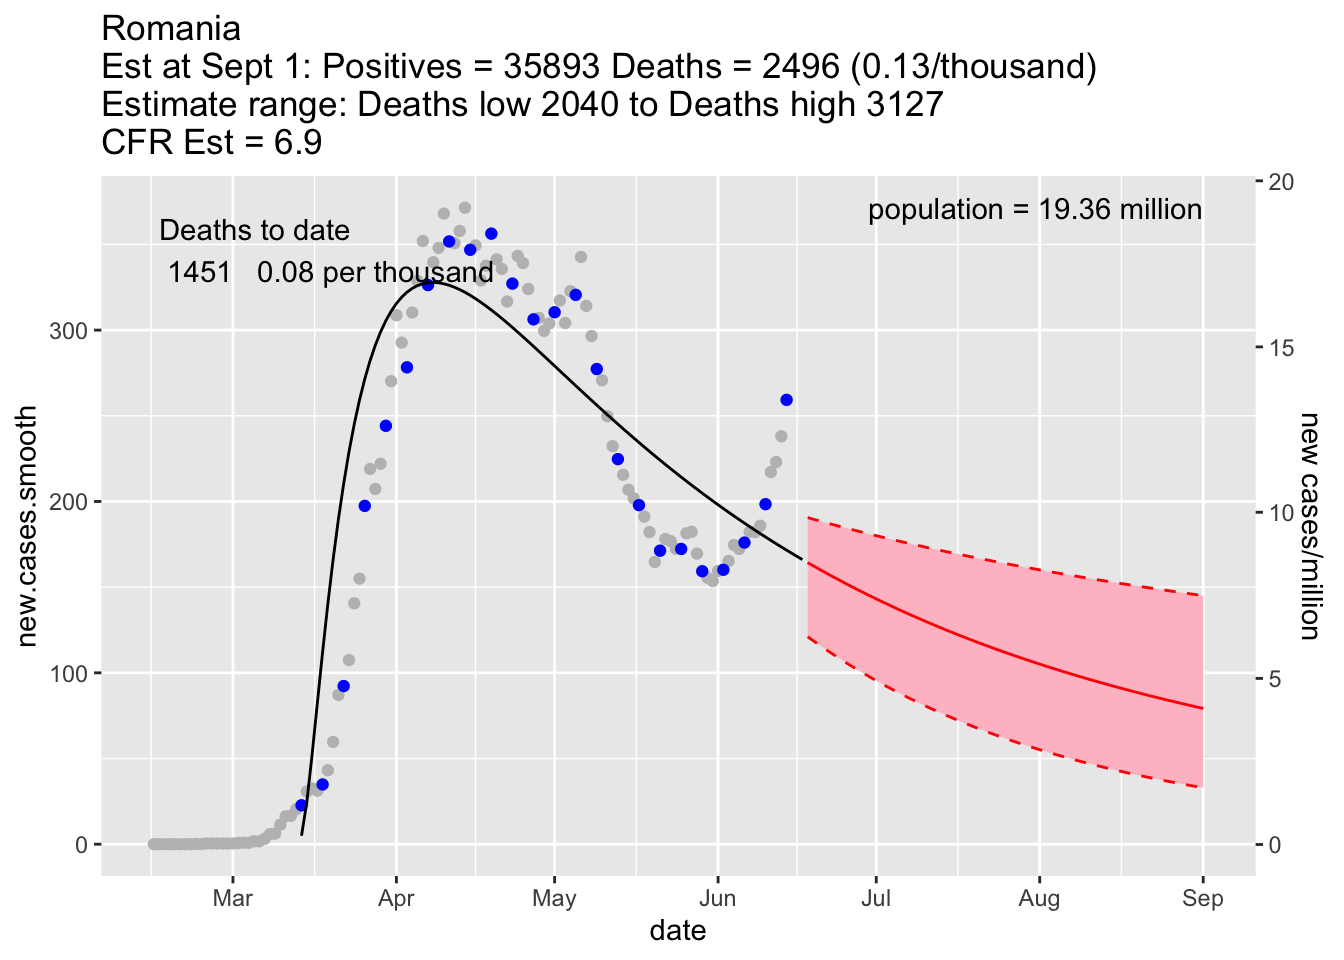 Romania
Est at Sept 1: Positives = 35893 Deaths = 2496 (0.13/thousand)
Estimate range: Deaths low 2040 to Deaths high 3127
CFR Est = 6.9
Deaths to date
1451 0.08 per thousand
population = 19.36 million
new.cases.smooth
300
200
100
0
20
15
10
5
0
new cases/million
Mar Apr May Jun Jul Aug Sep
date